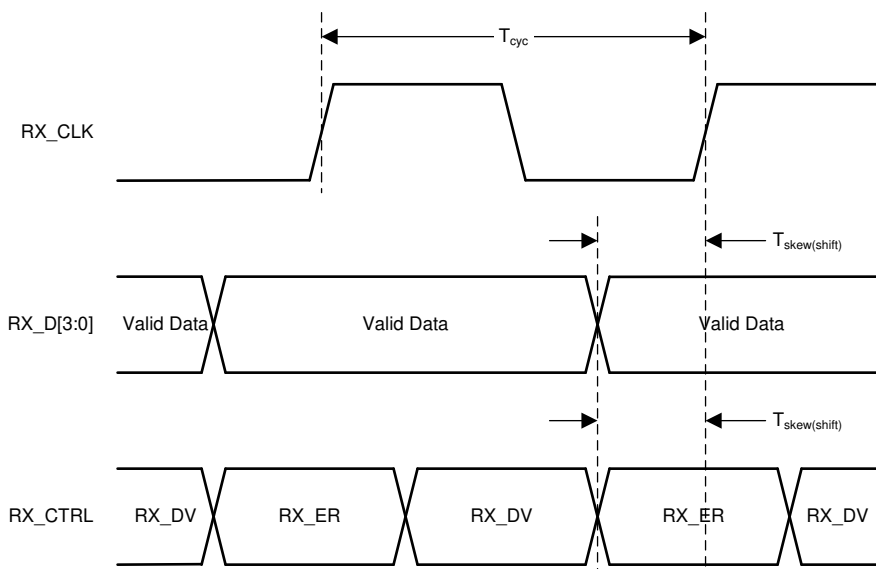 T_cyc
RX_CLK
T_skew(shift)
RX_D[3:0] Valid Data Valid Data Valid Data
T_skew(shift)
RX_CTRL RX_DV RX_ER RX_DV RX_ER RX_DV